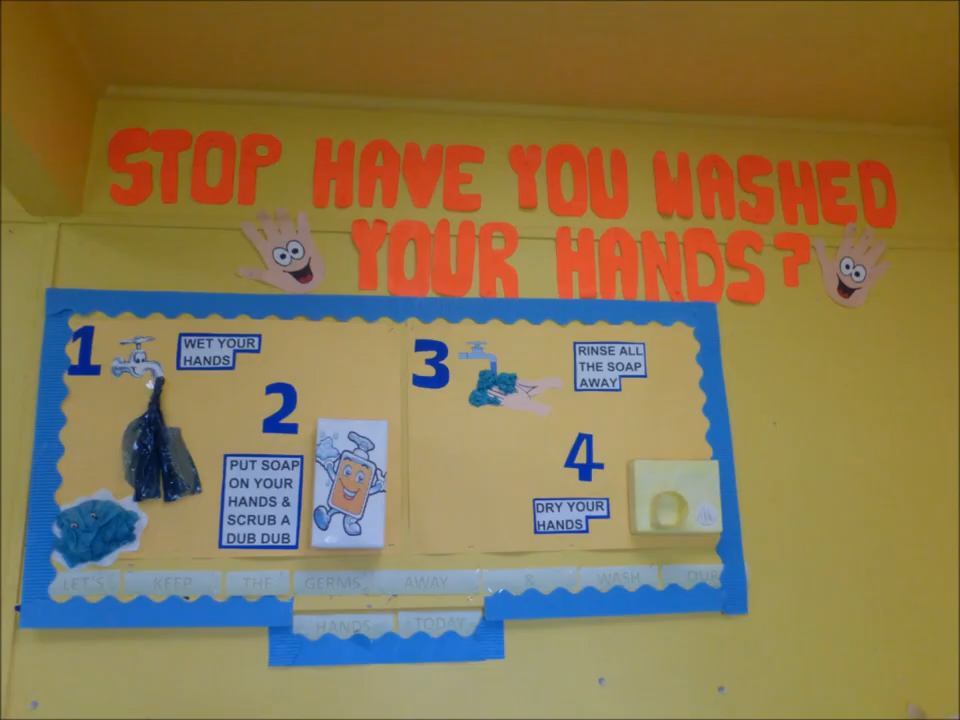 STOP HAVE YOU WASHED
YOUR HANDS?
1
WET YOUR
HANDS
2
PUT SOAP
ON YOUR
HANDS &
SCRUB A
DUB DUB
3
RINSE ALL
THE SOAP
AWAY
4
DRY YOUR
HANDS
LET'S KEEP THE GERMS AWAY & WASH OUR
HANDS TODAY